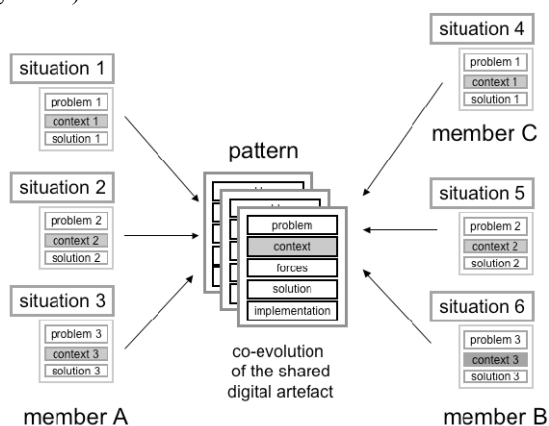 situation 1
problem 1
context 1
solution 1
situation 2
problem 2
context 2
solution 2
situation 3
problem 3
context 3
solution 3
member A
pattern
problem
context
forces
solution
implementation
co-evolution
of the shared
digital artefact
situation 4
problem 1
context 1
solution 1
member C
situation 5
problem 2
context 2
solution 2
situation 6
problem 3
context 3
solution 3
member B